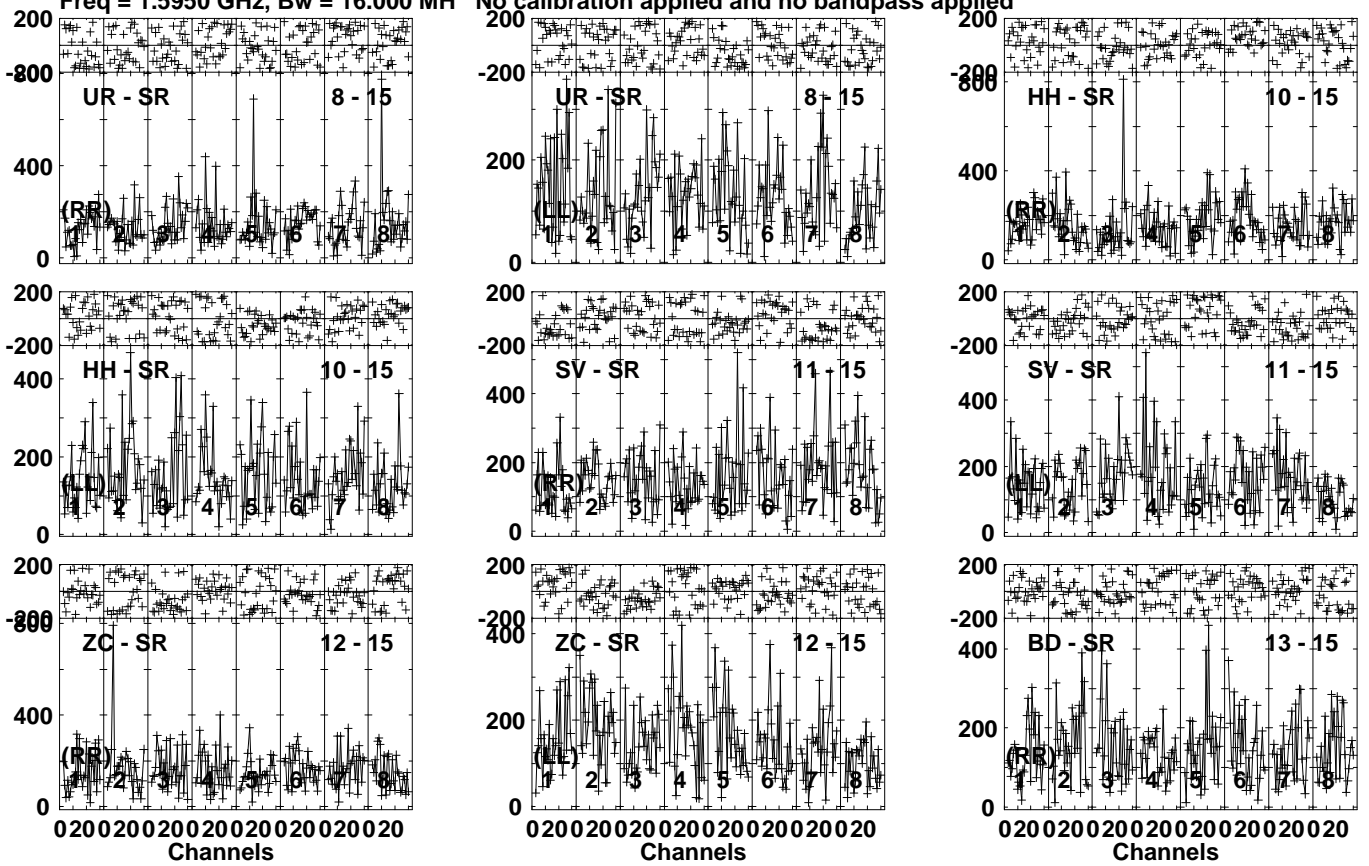 Freq = 1.5950 GHz, Bw = 16.000 MH No calibration applied and no bandpass applied
200 200 200
-200 -200 -200
800 800
UR - SR 8 - 15 UR - SR 8 - 15 HH - SR 10 - 15
400 200 400
(RR) (LL) (RR)
1 2 3 4 5 6 7 8 1 2 3 4 5 6 7 8 1 2 3 4 5 6 7 8
0 0 0
200 200 200
-200 -200 -200
HH - SR 10 - 15 SV - SR 11 - 15 SV - SR 11 - 15
400 400 400
200 200 200
(LL) (RR) (LL)
1 2 3 4 5 6 7 8 1 2 3 4 5 6 7 8 1 2 3 4 5 6 7 8
0 0 0
200 200 200
-200 -200 -200
800 400
ZC - SR 12 - 15 ZC - SR 12 - 15 BD - SR 13 - 15
400 200 400
200
(RR) (LL) (RR)
1 2 3 4 5 6 7 8 1 2 3 4 5 6 7 8 1 2 3 4 5 6 7 8
0 0 0
0 20 0 20 0 20 0 20 0 20 0 20 0 20 0 20 0 20 0 20 0 20 0 20 0 20 0 20 0 20 0 20 0 20 0 20 0 20 0 20 0 20 0 20 0 20 0 20
Channels Channels Channels